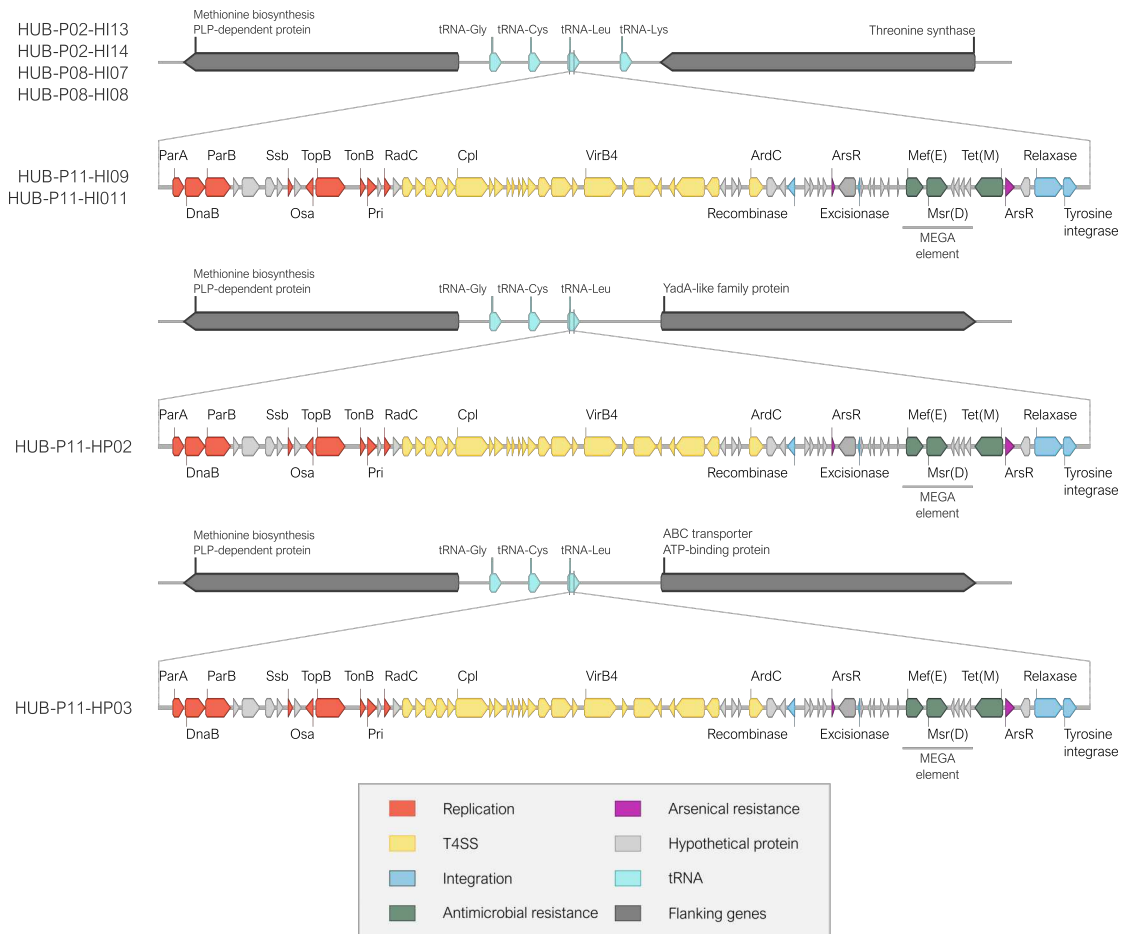 HUB-P02-HI13
HUB-P02-HI14
HUB-P08-HI07
HUB-P08-HI08
Methionine biosynthesis
PLP-dependent protein
tRNA-Gly
tRNA-Cys
tRNA-Leu
tRNA-Lys
Threonine synthase
HUB-P11-HI09
HUB-P11-HI011
ParA
ParB
Ssb
TopB
TonB
RadC
Cpl
VirB4
ArdC
ArsR
Mef(E)
Tet(M)
Relaxase
DnaB
Osa
Pri
Recombinase
Excisionase
Msr(D)
ArsR
Tyrosine
integrase
MEGA
element
Methionine biosynthesis
PLP-dependent protein
tRNA-Gly
tRNA-Cys
tRNA-Leu
YadA-like family protein
HUB-P11-HP02
ParA
ParB
Ssb
TopB
TonB
RadC
Cpl
VirB4
ArdC
ArsR
Mef(E)
Tet(M)
Relaxase
DnaB
Osa
Pri
Recombinase
Excisionase
Msr(D)
ArsR
Tyrosine
integrase
MEGA
element
Methionine biosynthesis
PLP-dependent protein
tRNA-Gly
tRNA-Cys
tRNA-Leu
ABC transporter
ATP-binding protein
HUB-P11-HP03
ParA
ParB
Ssb
TopB
TonB
RadC
Cpl
VirB4
ArdC
ArsR
Mef(E)
Tet(M)
Relaxase
DnaB
Osa
Pri
Recombinase
Excisionase
Msr(D)
ArsR
Tyrosine
integrase
MEGA
element
Replication
T4SS
Integration
Antimicrobial resistance
Arsenical resistance
Hypothetical protein
tRNA
Flanking genes